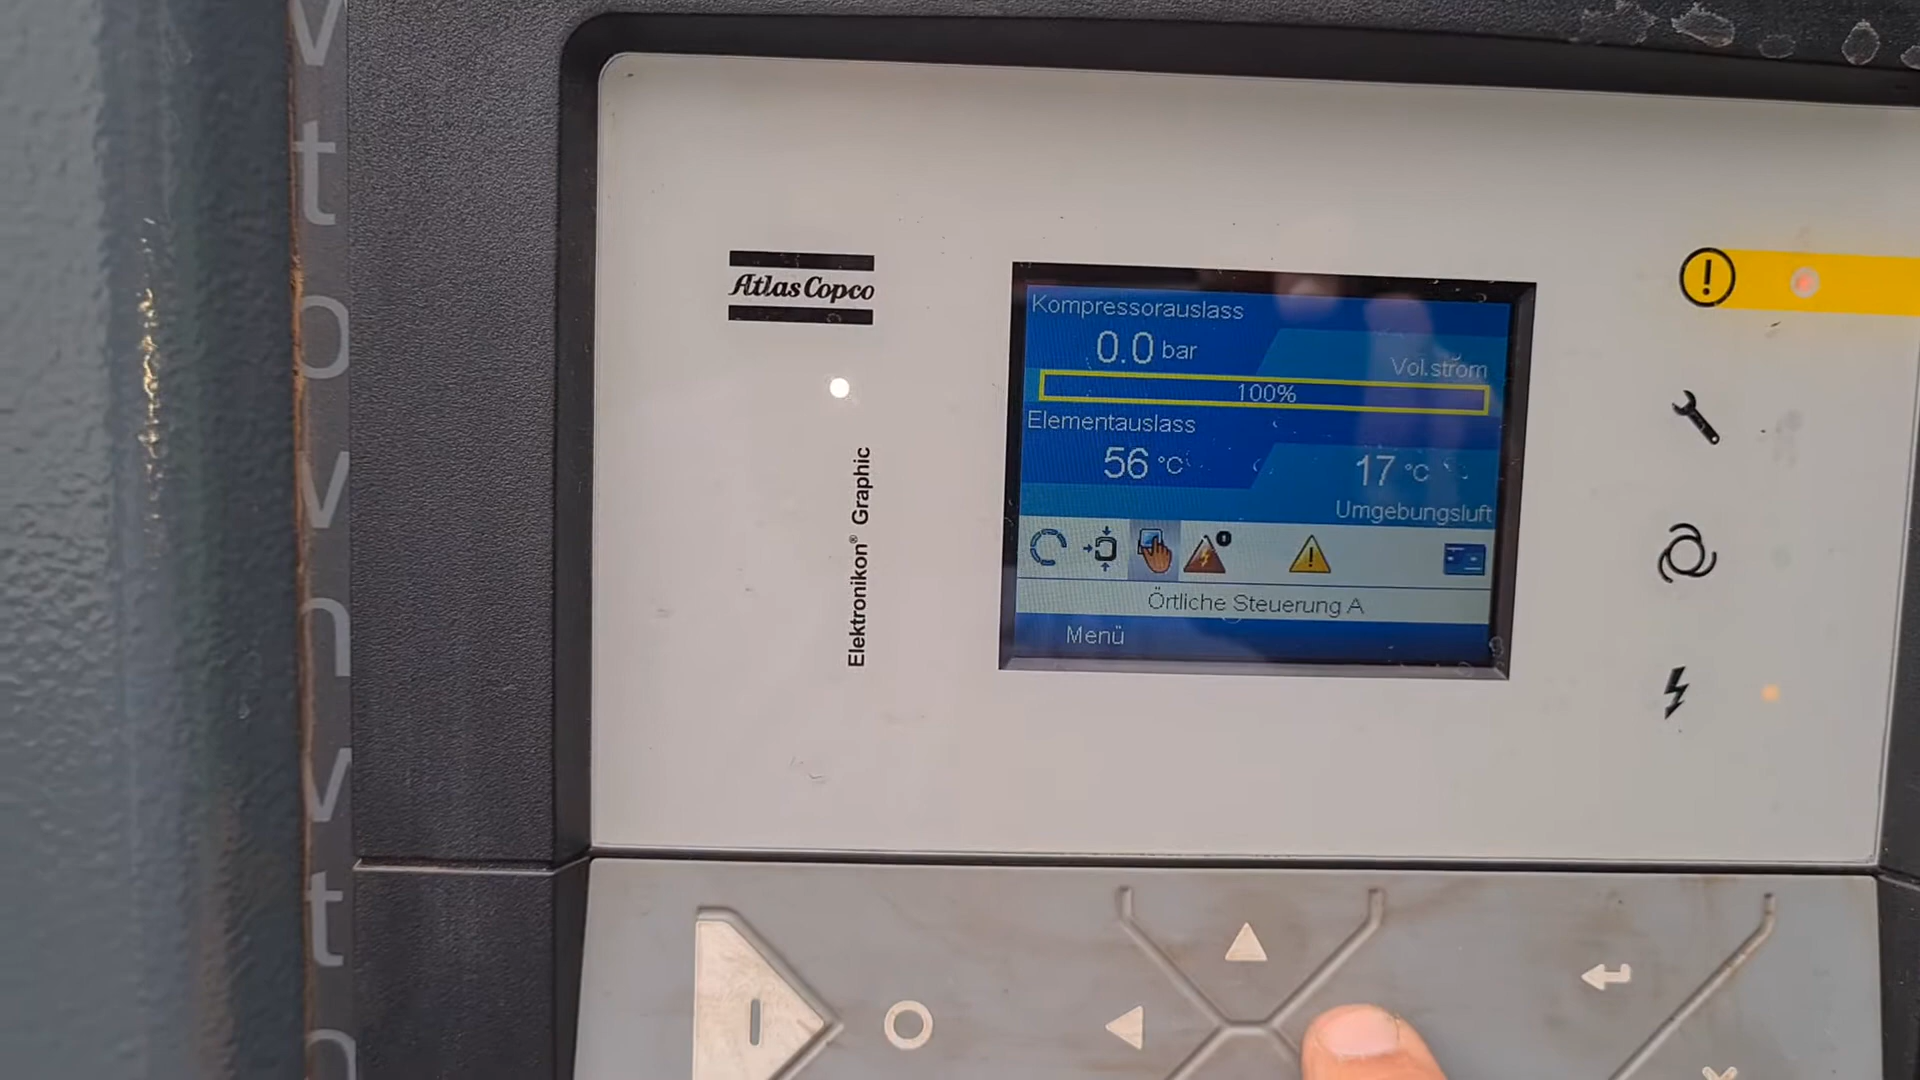 Atlas Copco
Elektronikon® Graphic
Kompressorauslass
0.0 bar
Vol.strom
100%
Elementauslass
56 °C
17 °C
Umgebungsluft
Örtliche Steuerung A
Menü